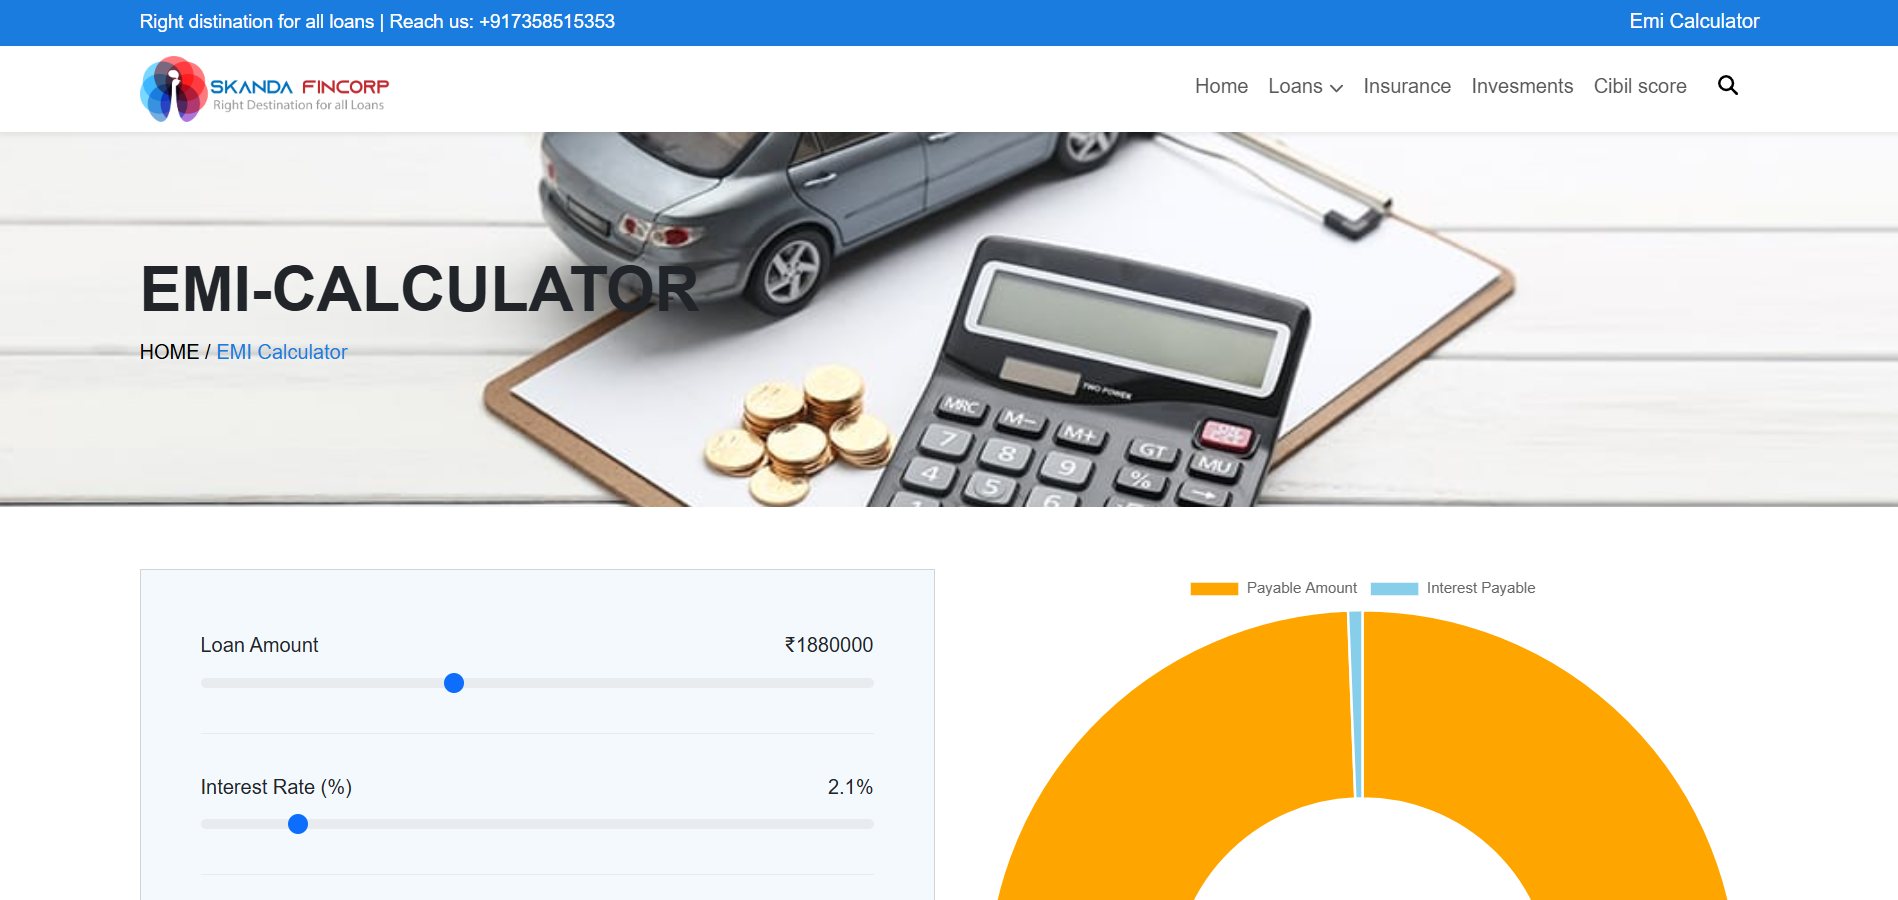 Right distination for all loans | Reach us: +917358515353
Emi Calculator
SKANDA FINCORP
Right Destination for all Loans
Home
Loans
Insurance
Invesments
Cibil score
EMI-CALCULATOR
HOME / EMI Calculator
TWO POWER
MRC M− M+ GT MU
7 8 9 %
4 5 6
Payable Amount
Interest Payable
Loan Amount
₹1880000
Interest Rate (%)
2.1%